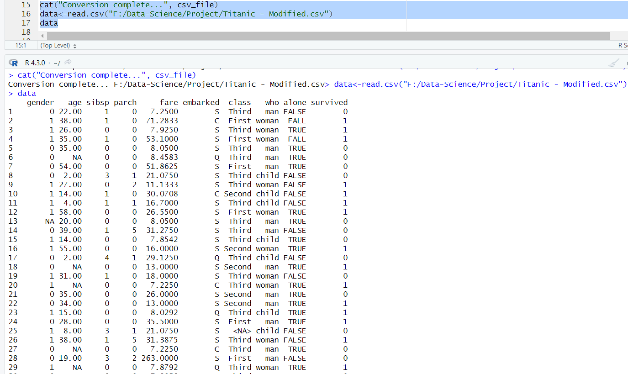 15 cat("Conversion complete...", csv_file)
16 data<-read.csv("F:/Data-Science/Project/Titanic - Modified.csv")
17 data
18
15:1 (Top Level)
R 4.3.0 · ~/
> cat("Conversion complete...", csv_file)
Conversion complete... F:/Data-Science/Project/Titanic - Modified.csv> data<-read.csv("F:/Data-Science/Project/Titanic - Modified.csv")
> data
gender age sibsp parch fare embarked class who alone survived
1 0 22.00 1 0 7.2500 S Third man FALSE 0
2 1 38.00 1 0 71.2833 C First woman FALL 1
3 1 26.00 0 0 7.9250 S Third woman TRUE 1
4 1 35.00 1 0 53.1000 S First woman FALL 1
5 0 35.00 0 0 8.0500 S Third man TRUE 0
6 0 NA 0 0 8.4583 Q Third man TRUE 0
7 0 54.00 0 0 51.8625 S First man TRUE 0
8 0 2.00 3 1 21.0750 S Third child FALSE 0
9 1 27.00 0 2 11.1333 S Third woman FALSE 1
10 1 14.00 1 0 30.0708 C Second child FALSE 1
11 1 4.00 1 1 16.7000 S Third child FALSE 1
12 1 58.00 0 0 26.5500 S First woman TRUE 1
13 NA 20.00 0 0 8.0500 S Third man TRUE 0
14 0 39.00 1 5 31.2750 S Third man FALSE 0
15 1 14.00 0 0 7.8542 S Third child TRUE 0
16 1 55.00 0 0 16.0000 S Second woman TRUE 1
17 0 2.00 4 1 29.1250 Q Third child FALSE 0
18 0 NA 0 0 13.0000 S Second man TRUE 1
19 1 31.00 1 0 18.0000 S Third woman FALSE 0
20 1 NA 0 0 7.2250 C Third woman TRUE 1
21 0 35.00 0 0 26.0000 S Second man TRUE 0
22 0 34.00 0 0 13.0000 S Second man TRUE 1
23 1 15.00 0 0 8.0292 Q Third child TRUE 1
24 0 28.00 0 0 35.5000 S First man TRUE 1
25 1 8.00 3 1 21.0750 S <NA> child FALSE 0
26 1 38.00 1 5 31.3875 S Third woman FALSE 1
27 0 NA 0 0 7.2250 C Third man TRUE 0
28 0 19.00 3 2 263.0000 S First man FALSE 0
29 1 NA 0 0 7.8792 Q Third woman TRUE 1